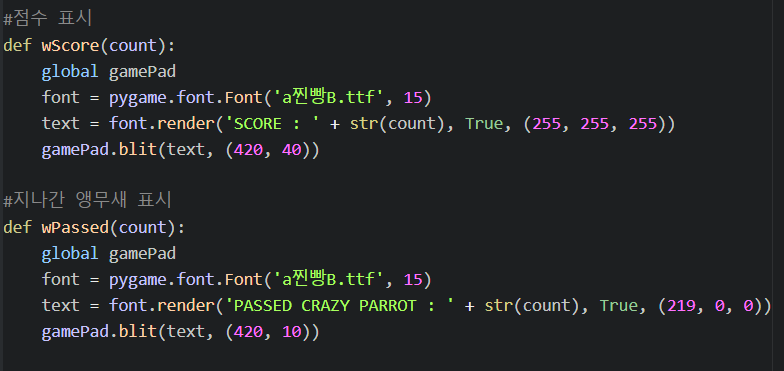 #점수 표시
def wScore(count):
    global gamePad
    font = pygame.font.Font('a찐빵B.ttf', 15)
    text = font.render('SCORE : ' + str(count), True, (255, 255, 255))
    gamePad.blit(text, (420, 40))

#지나간 앵무새 표시
def wPassed(count):
    global gamePad
    font = pygame.font.Font('a찐빵B.ttf', 15)
    text = font.render('PASSED CRAZY PARROT : ' + str(count), True, (219, 0, 0))
    gamePad.blit(text, (420, 10))